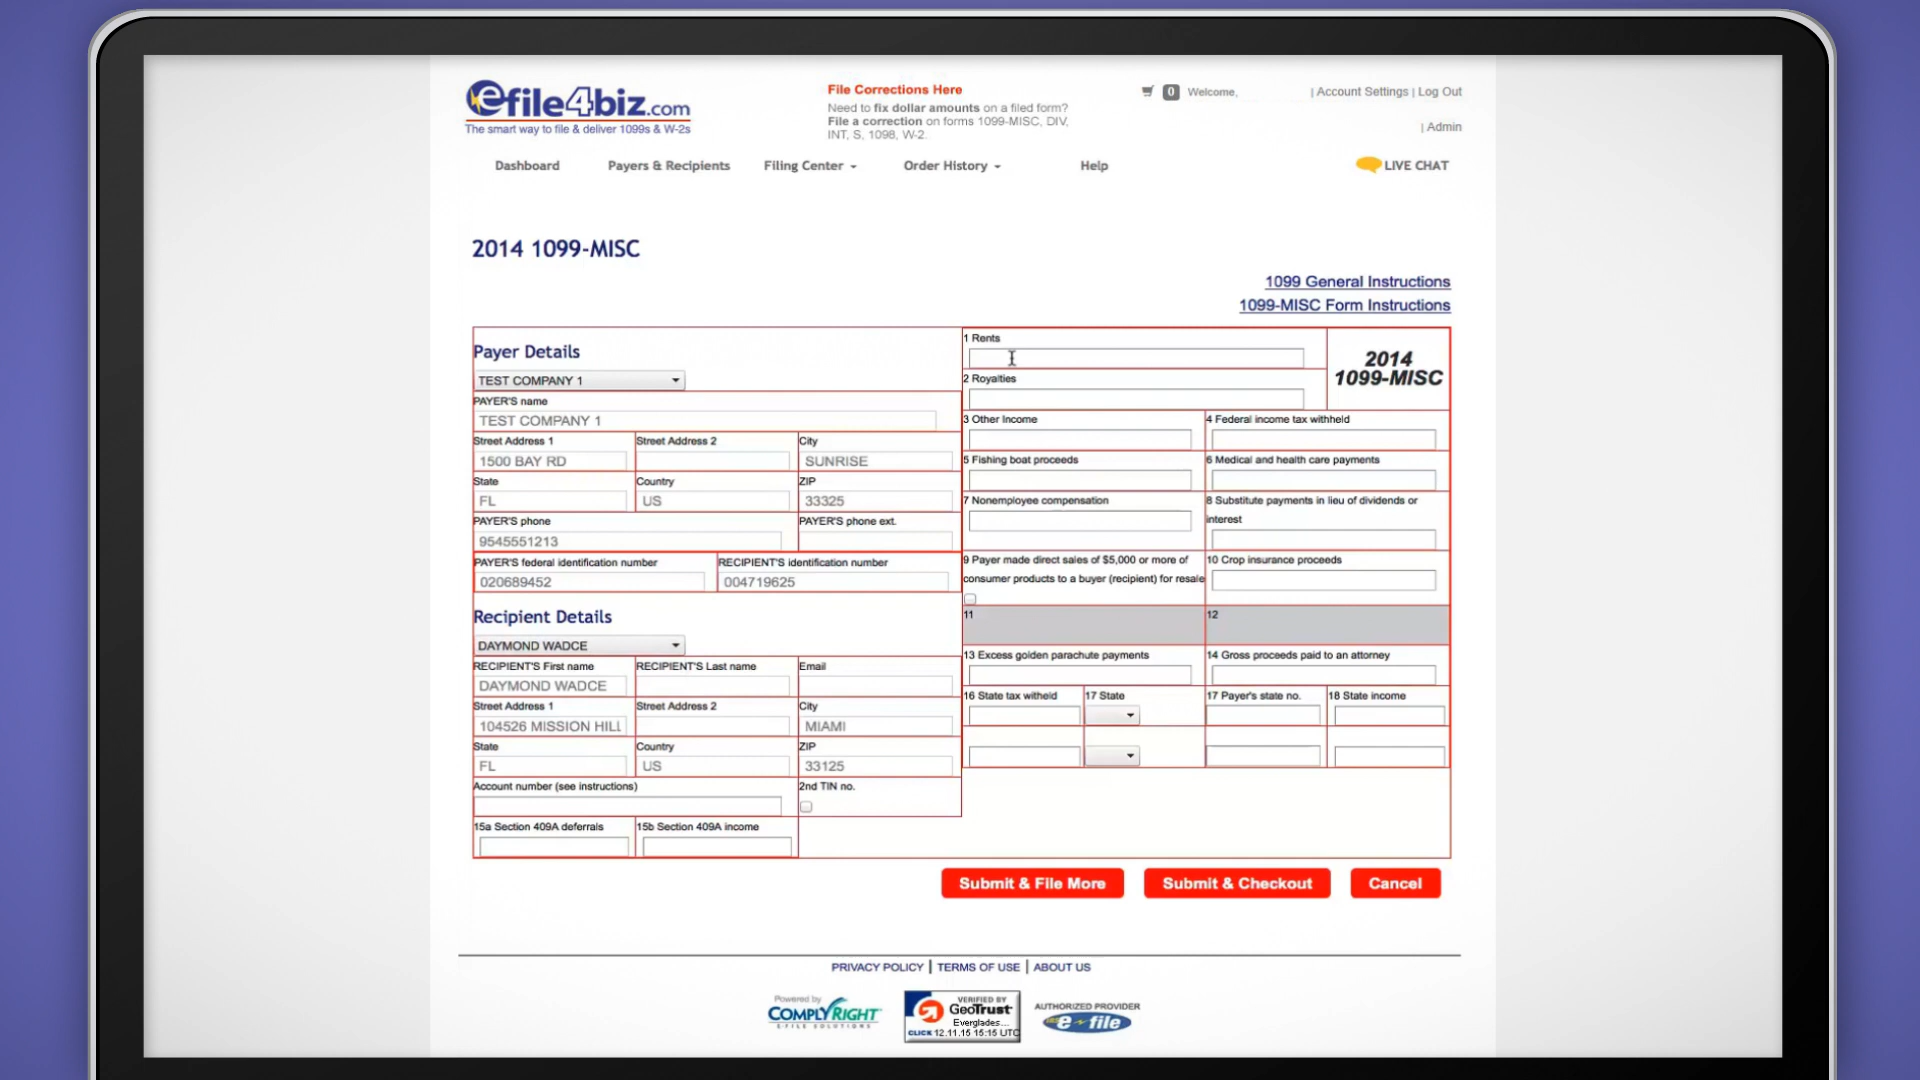 efile4biz.com
The smart way to file & deliver 1099s & W-2s
File Corrections Here
Need to fix dollar amounts on a filed form?
File a correction on forms 1099-MISC, DIV,
INT, S, 1098, W-2.
0 Welcome,
| Account Settings | Log Out
| Admin
Dashboard
Payers & Recipients
Filing Center
Order History
Help
LIVE CHAT
2014 1099-MISC
1099 General Instructions
1099-MISC Form Instructions
Payer Details
TEST COMPANY 1
PAYER'S name
TEST COMPANY 1
Street Address 1 Street Address 2 City
1500 BAY RD SUNRISE
State Country ZIP
FL US 33325
PAYER'S phone PAYER'S phone ext.
9545551213
PAYER'S federal identification number RECIPIENT'S identification number
020689452 004719625
Recipient Details
DAYMOND WADCE
RECIPIENT'S First name RECIPIENT'S Last name Email
DAYMOND WADCE
Street Address 1 Street Address 2 City
104526 MISSION HILL MIAMI
State Country ZIP
FL US 33125
Account number (see instructions) 2nd TIN no.
15a Section 409A deferrals 15b Section 409A income
1 Rents
2 Royalties
2014
1099-MISC
3 Other Income 4 Federal income tax withheld
5 Fishing boat proceeds 6 Medical and health care payments
7 Nonemployee compensation 8 Substitute payments in lieu of dividends or
interest
9 Payer made direct sales of $5,000 or more of 10 Crop insurance proceeds
consumer products to a buyer (recipient) for resale
11 12
13 Excess golden parachute payments 14 Gross proceeds paid to an attorney
16 State tax witheld 17 State 17 Payer's state no. 18 State income
Submit & File More
Submit & Checkout
Cancel
PRIVACY POLICY | TERMS OF USE | ABOUT US
Powered by
COMPLYRIGHT
E-FILE SOLUTIONS
VERIFIED BY
GeoTrust
Everglades...
CLICK 12.11.15 15:15 UTC
AUTHORIZED PROVIDER
e file